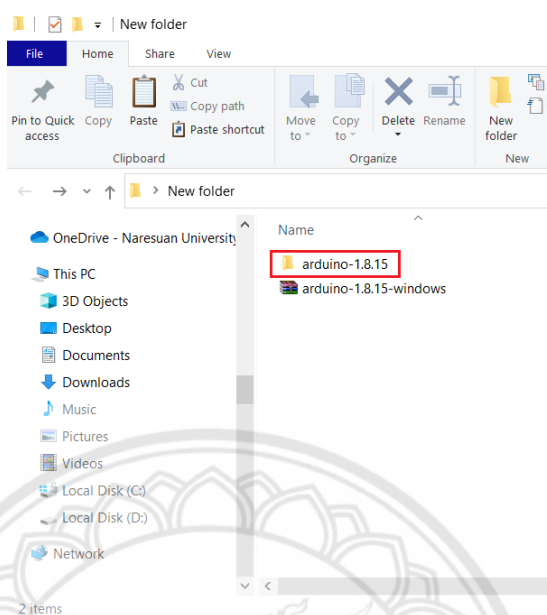 New folder
File Home Share View
Pin to Quick access
Copy
Paste
Cut
Copy path
Paste shortcut
Clipboard
Move to
Copy to
Delete
Rename
Organize
New folder
New
New folder
OneDrive - Naresuan University
This PC
3D Objects
Desktop
Documents
Downloads
Music
Pictures
Videos
Local Disk (C:)
Local Disk (D:)
Network
Name
arduino-1.8.15
arduino-1.8.15-windows
2 items